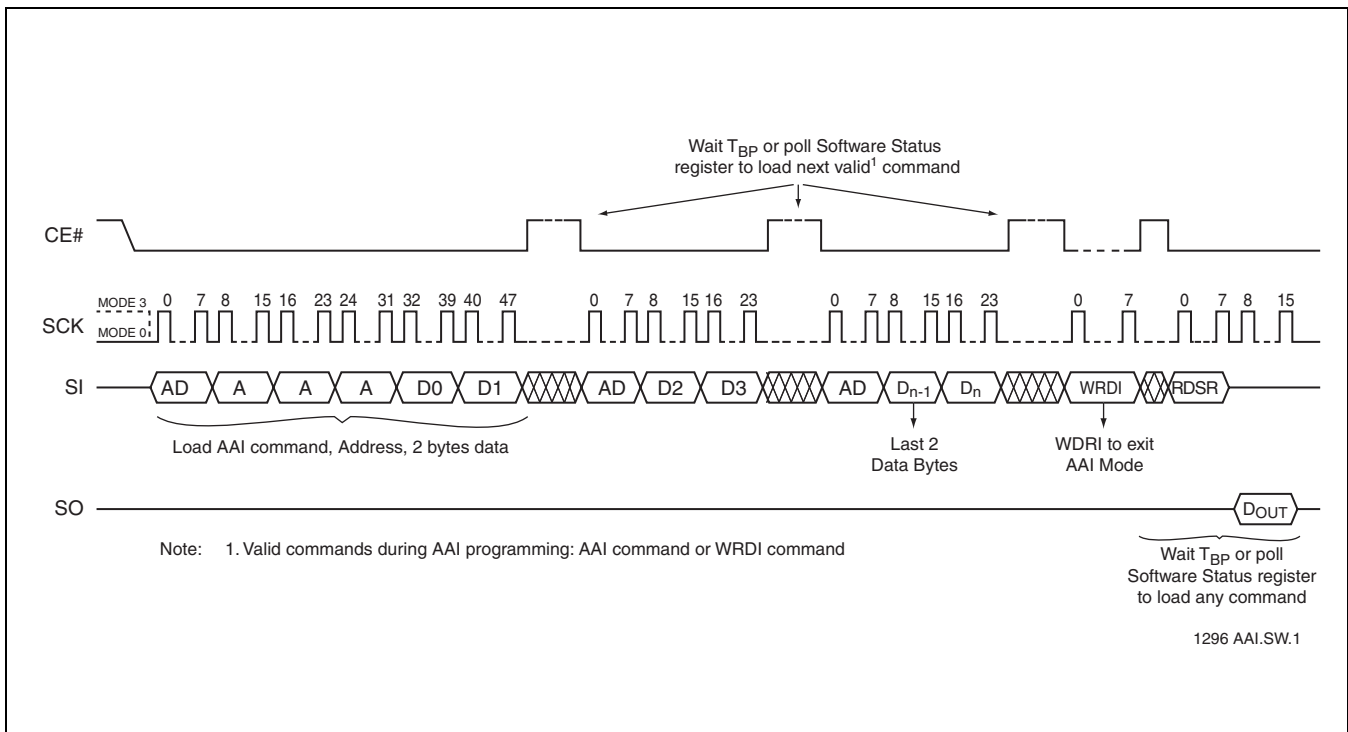 Wait TBP or poll Software Status
register to load next valid1 command
CE#
MODE 3
MODE 0
SCK
0 7 8 15 16 23 24 31 32 39 40 47 0 7 8 15 16 23 0 7 8 15 16 23 0 7 0 7 8 15
SI
AD A A A D0 D1 AD D2 D3 AD Dn-1 Dn WRDI RDSR
Load AAI command, Address, 2 bytes data
Last 2
Data Bytes
WDRI to exit
AAI Mode
SO
DOUT
Note: 1. Valid commands during AAI programming: AAI command or WRDI command
Wait TBP or poll
Software Status register
to load any command
1296 AAI.SW.1